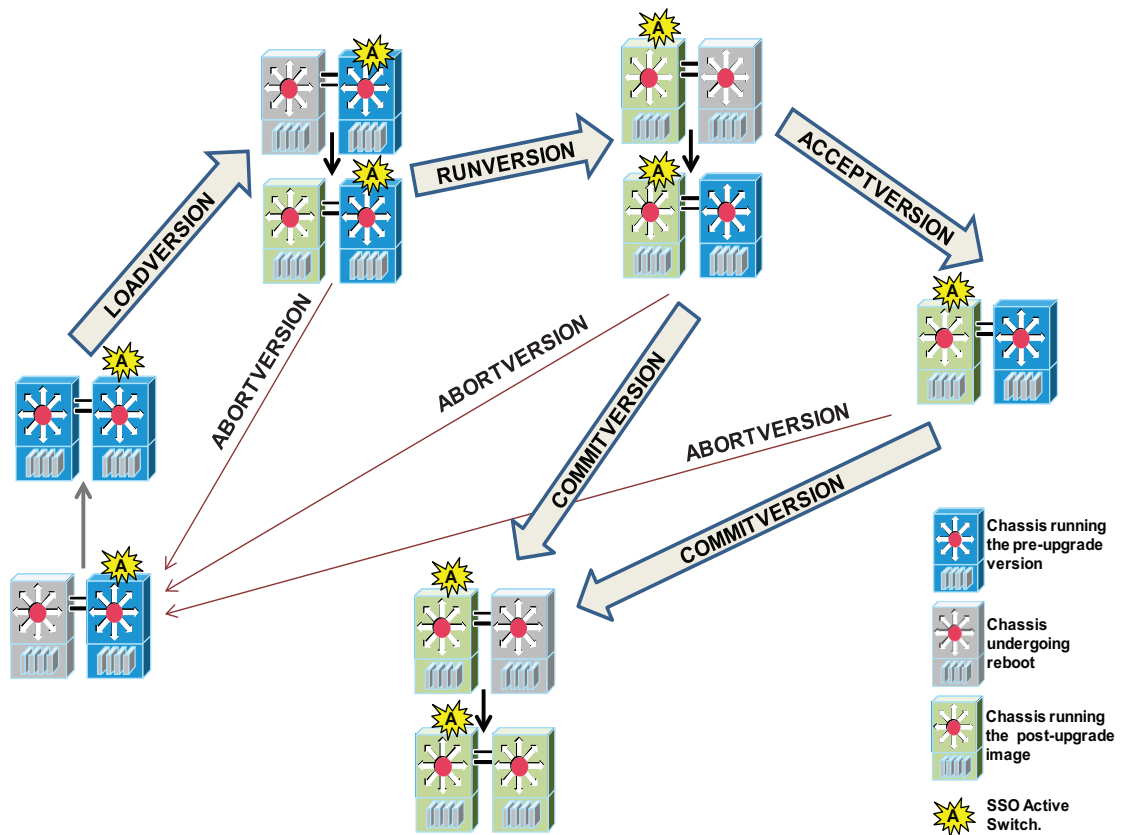 A
A
A
A
LOADVERSION
RUNVERSION
ACCEPTVERSION
A
A
ABORTVERSION
ABORTVERSION
ABORTVERSION
COMMITVERSION
COMMITVERSION
A
A
A
Chassis running
the pre-upgrade
version
Chassis
undergoing
reboot
Chassis running
the post-upgrade
image
A
SSO Active
Switch.